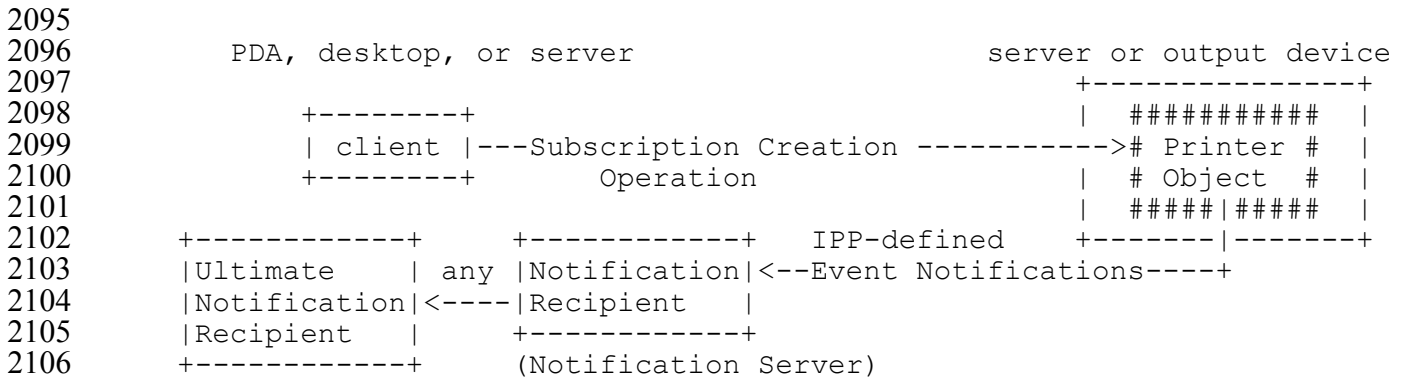 2095
2096 PDA, desktop, or server server or output device
2097 +---------------+
2098 +--------+ | ########### |
2099 | client |---Subscription Creation -----------># Printer # |
2100 +--------+ Operation | # Object # |
2101 | #####|##### |
2102 +------------+ +------------+ IPP-defined +-------|-------+
2103 |Ultimate | any |Notification|<--Event Notifications----+
2104 |Notification|<----|Recipient |
2105 |Recipient | +------------+
2106 +------------+ (Notification Server)